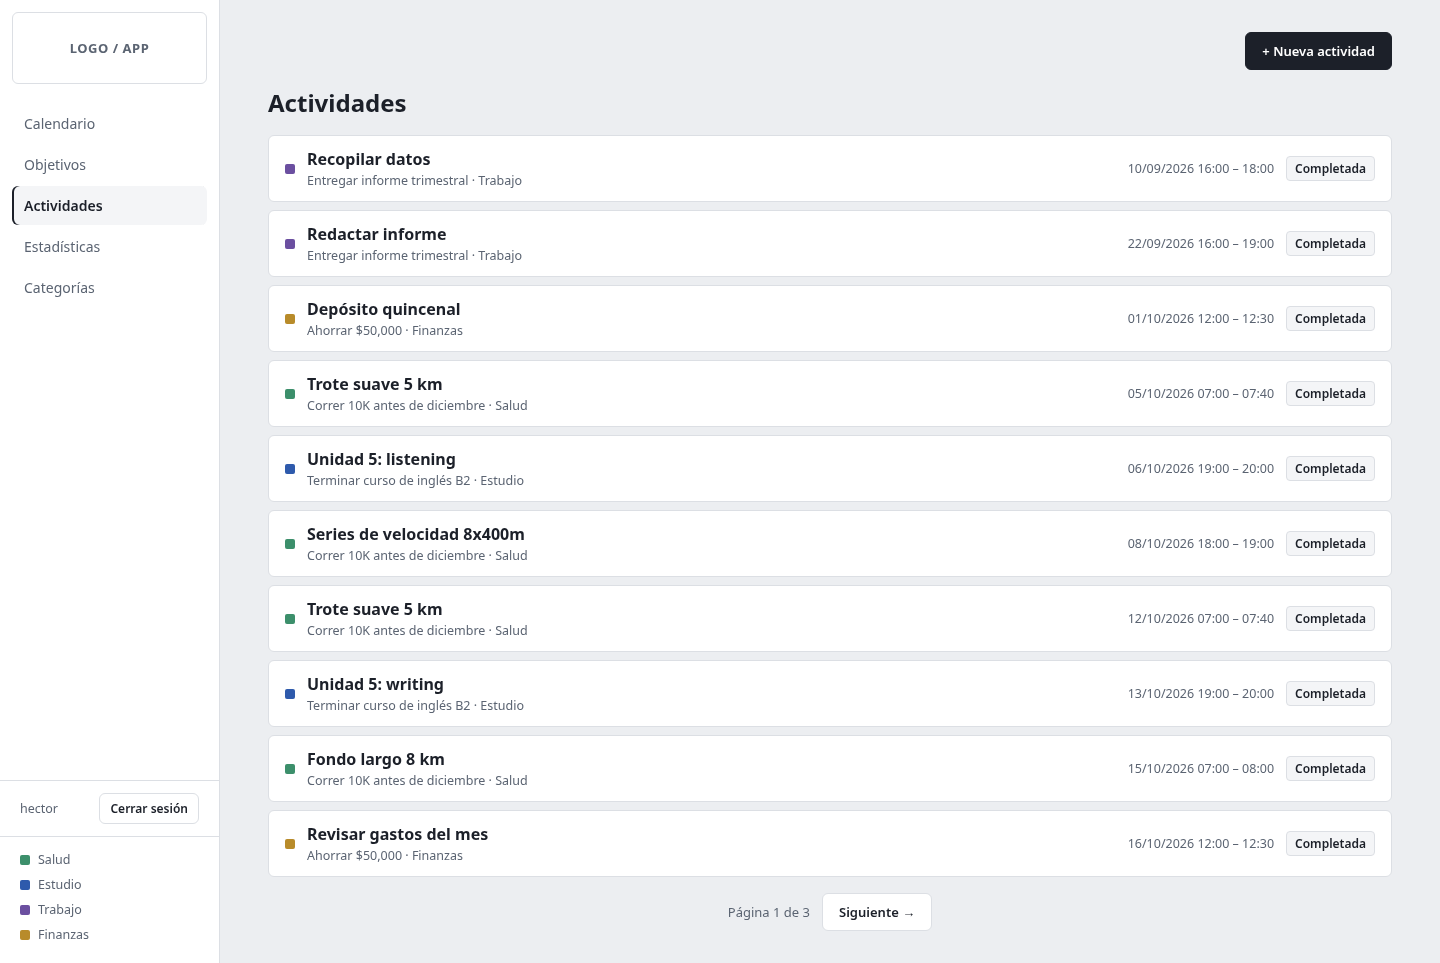 LOGO / APP
Calendario
Objetivos
Actividades
Estadísticas
Categorías
hector
Cerrar sesión
Salud
Estudio
Trabajo
Finanzas
+ Nueva actividad
Actividades
Recopilar datos
Entregar informe trimestral · Trabajo
10/09/2026 16:00 – 18:00
Completada
Redactar informe
Entregar informe trimestral · Trabajo
22/09/2026 16:00 – 19:00
Completada
Depósito quincenal
Ahorrar $50,000 · Finanzas
01/10/2026 12:00 – 12:30
Completada
Trote suave 5 km
Correr 10K antes de diciembre · Salud
05/10/2026 07:00 – 07:40
Completada
Unidad 5: listening
Terminar curso de inglés B2 · Estudio
06/10/2026 19:00 – 20:00
Completada
Series de velocidad 8x400m
Correr 10K antes de diciembre · Salud
08/10/2026 18:00 – 19:00
Completada
Trote suave 5 km
Correr 10K antes de diciembre · Salud
12/10/2026 07:00 – 07:40
Completada
Unidad 5: writing
Terminar curso de inglés B2 · Estudio
13/10/2026 19:00 – 20:00
Completada
Fondo largo 8 km
Correr 10K antes de diciembre · Salud
15/10/2026 07:00 – 08:00
Completada
Revisar gastos del mes
Ahorrar $50,000 · Finanzas
16/10/2026 12:00 – 12:30
Completada
Página 1 de 3
Siguiente →